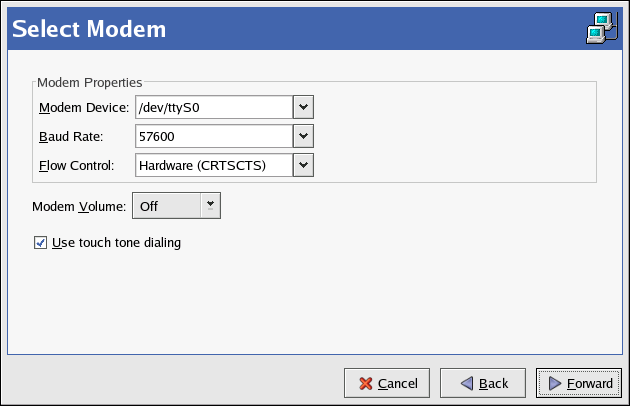 Select Modem
Modem Properties
Modem Device: /dev/ttyS0
Baud Rate: 57600
Flow Control: Hardware (CRTSCTS)
Modem Volume: Off
Use touch tone dialing
Cancel Back Forward